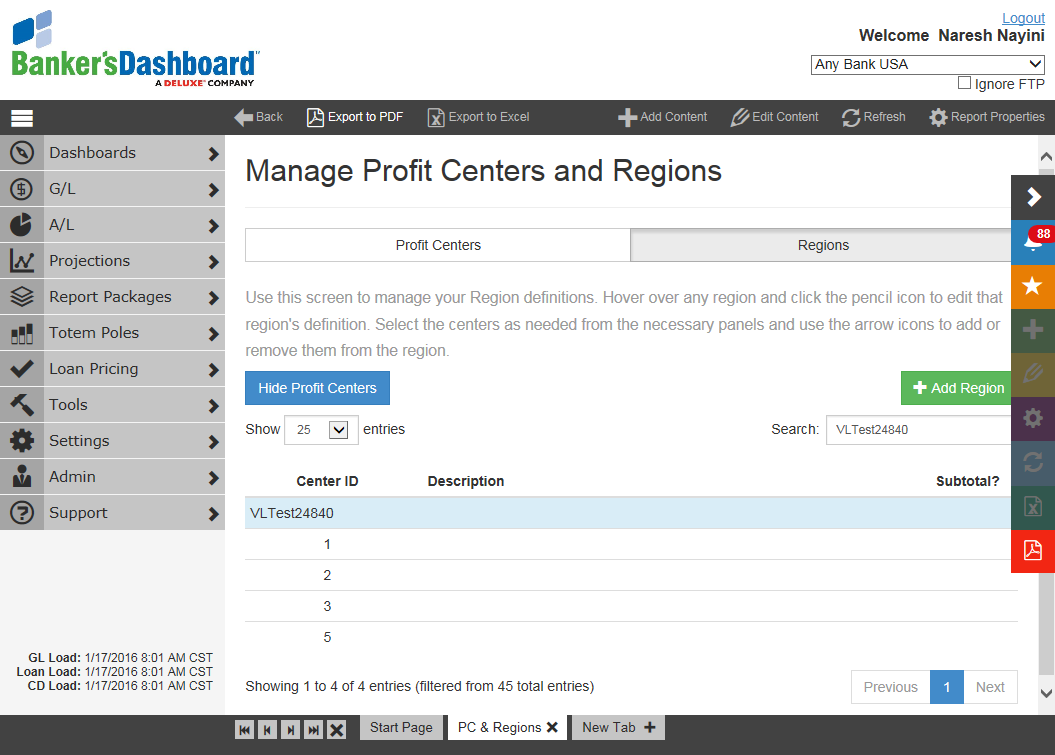 Logout
Banker'sDashboard
A DELUXE COMPANY
Welcome Naresh Nayini
Any Bank USA
Ignore FTP
Back Export to PDF Export to Excel Add Content Edit Content Refresh Report Properties
Dashboards
G/L
A/L
Projections
Report Packages
Totem Poles
Loan Pricing
Tools
Settings
Admin
Support
GL Load: 1/17/2016 8:01 AM CST
Loan Load: 1/17/2016 8:01 AM CST
CD Load: 1/17/2016 8:01 AM CST
Manage Profit Centers and Regions
Profit Centers Regions
88
Use this screen to manage your Region definitions. Hover over any region and click the pencil icon to edit that
region's definition. Select the centers as needed from the necessary panels and use the arrow icons to add or
remove them from the region.
Hide Profit Centers Add Region
Show 25 entries Search: VLTest24840
Center ID Description Subtotal?
VLTest24840
1
2
3
5
Showing 1 to 4 of 4 entries (filtered from 45 total entries) Previous 1 Next
Start Page PC & Regions New Tab